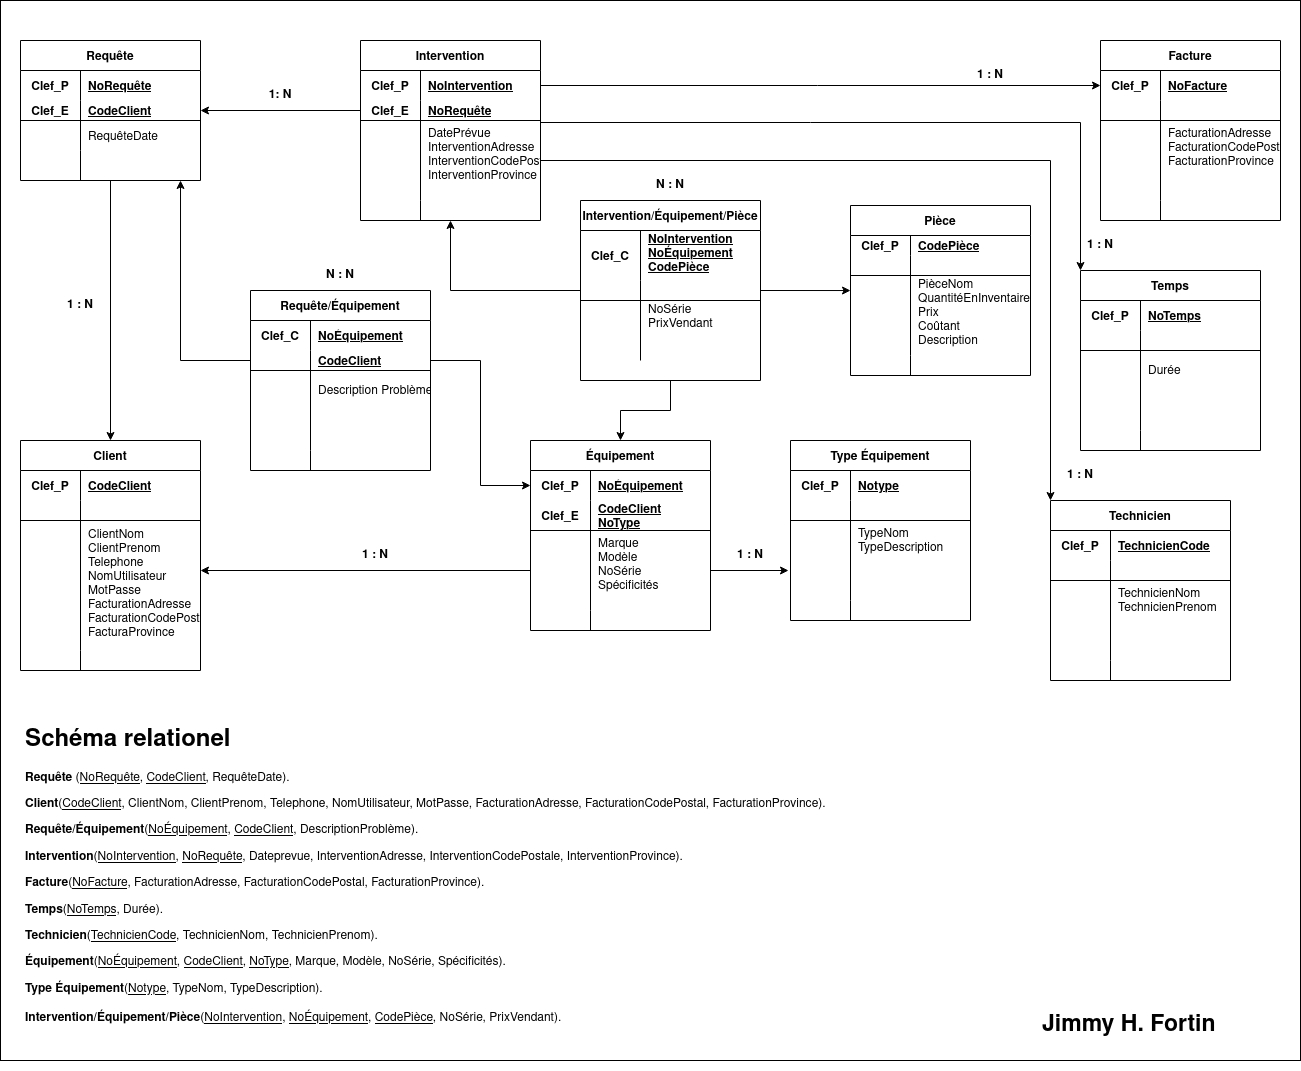 Requête
Clef_P NoRequête
Clef_E CodeClient
RequêteDate
1: N
Intervention
Clef_P NoIntervention
Clef_E NoRequête
DatePrévue
InterventionAdresse
InterventionCodePos
InterventionProvince
1 : N
Facture
Clef_P NoFacture
FacturationAdresse
FacturationCodePost
FacturationProvince
N : N
Intervention/Équipement/Pièce
Clef_C
NoIntervention
NoÉquipement
CodePièce
NoSérie
PrixVendant
Pièce
Clef_P CodePièce
PièceNom
QuantitéEnInventaire
Prix
Coûtant
Description
1 : N
Temps
Clef_P NoTemps
Durée
1 : N
N : N
Requête/Équipement
Clef_C NoÉquipement
CodeClient
Description Problème
1 : N
Client
Clef_P CodeClient
ClientNom
ClientPrenom
Telephone
NomUtilisateur
MotPasse
FacturationAdresse
FacturationCodePost
FacturaProvince
1 : N
Équipement
Clef_P NoÉquipement
Clef_E
CodeClient
NoType
Marque
Modèle
NoSérie
Spécificités
1 : N
Type Équipement
Clef_P Notype
TypeNom
TypeDescription
Technicien
Clef_P TechnicienCode
TechnicienNom
TechnicienPrenom
Schéma relationel
Requête (NoRequête, CodeClient, RequêteDate).
Client(CodeClient, ClientNom, ClientPrenom, Telephone, NomUtilisateur, MotPasse, FacturationAdresse, FacturationCodePostal, FacturationProvince).
Requête/Équipement(NoÉquipement, CodeClient, DescriptionProblème).
Intervention(NoIntervention, NoRequête, Dateprevue, InterventionAdresse, InterventionCodePostale, InterventionProvince).
Facture(NoFacture, FacturationAdresse, FacturationCodePostal, FacturationProvince).
Temps(NoTemps, Durée).
Technicien(TechnicienCode, TechnicienNom, TechnicienPrenom).
Équipement(NoÉquipement, CodeClient, NoType, Marque, Modèle, NoSérie, Spécificités).
Type Équipement(Notype, TypeNom, TypeDescription).
Intervention/Équipement/Pièce(NoIntervention, NoÉquipement, CodePièce, NoSérie, PrixVendant).
Jimmy H. Fortin